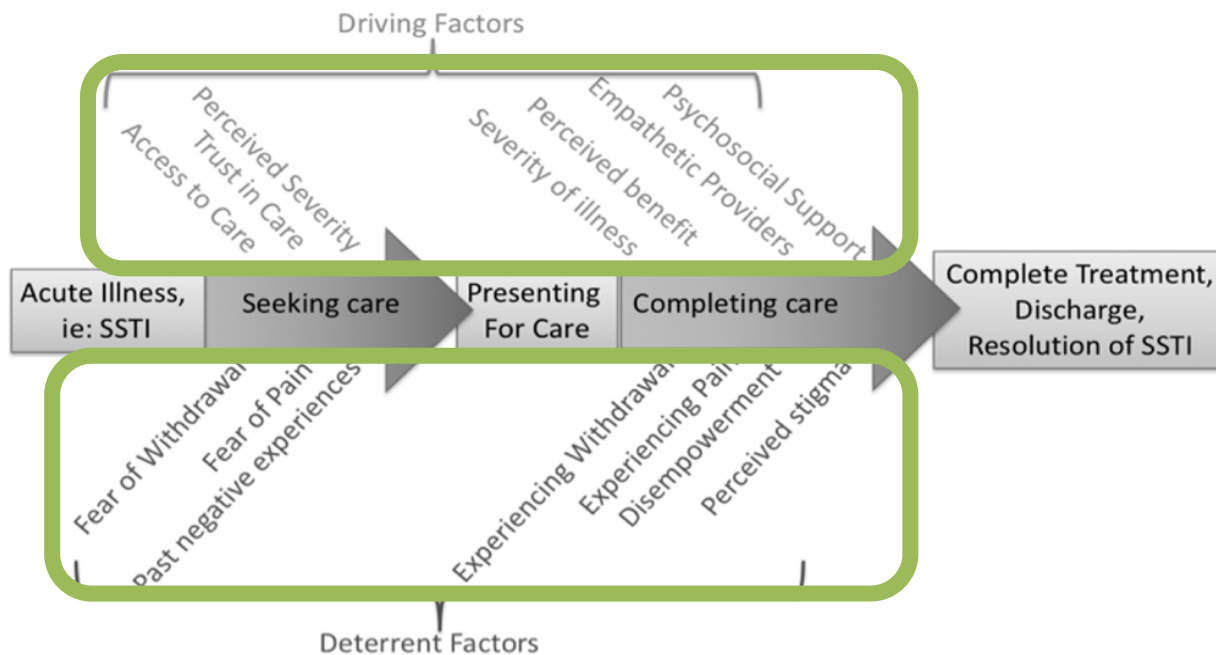 Driving Factors
Access to Care
Trust in Care
Perceived Severity
Severity of illness
Perceived benefit
Empathetic Providers
Psychosocial Support
Acute Illness,
ie: SSTI
Seeking care
Presenting
For Care
Completing care
Complete Treatment,
Discharge,
Resolution of SSTI
Fear of Withdrawal
Fear of Pain
Past negative experiences
Experiencing Withdrawal
Experiencing Pain
Disempowerment
Perceived stigma
Deterrent Factors